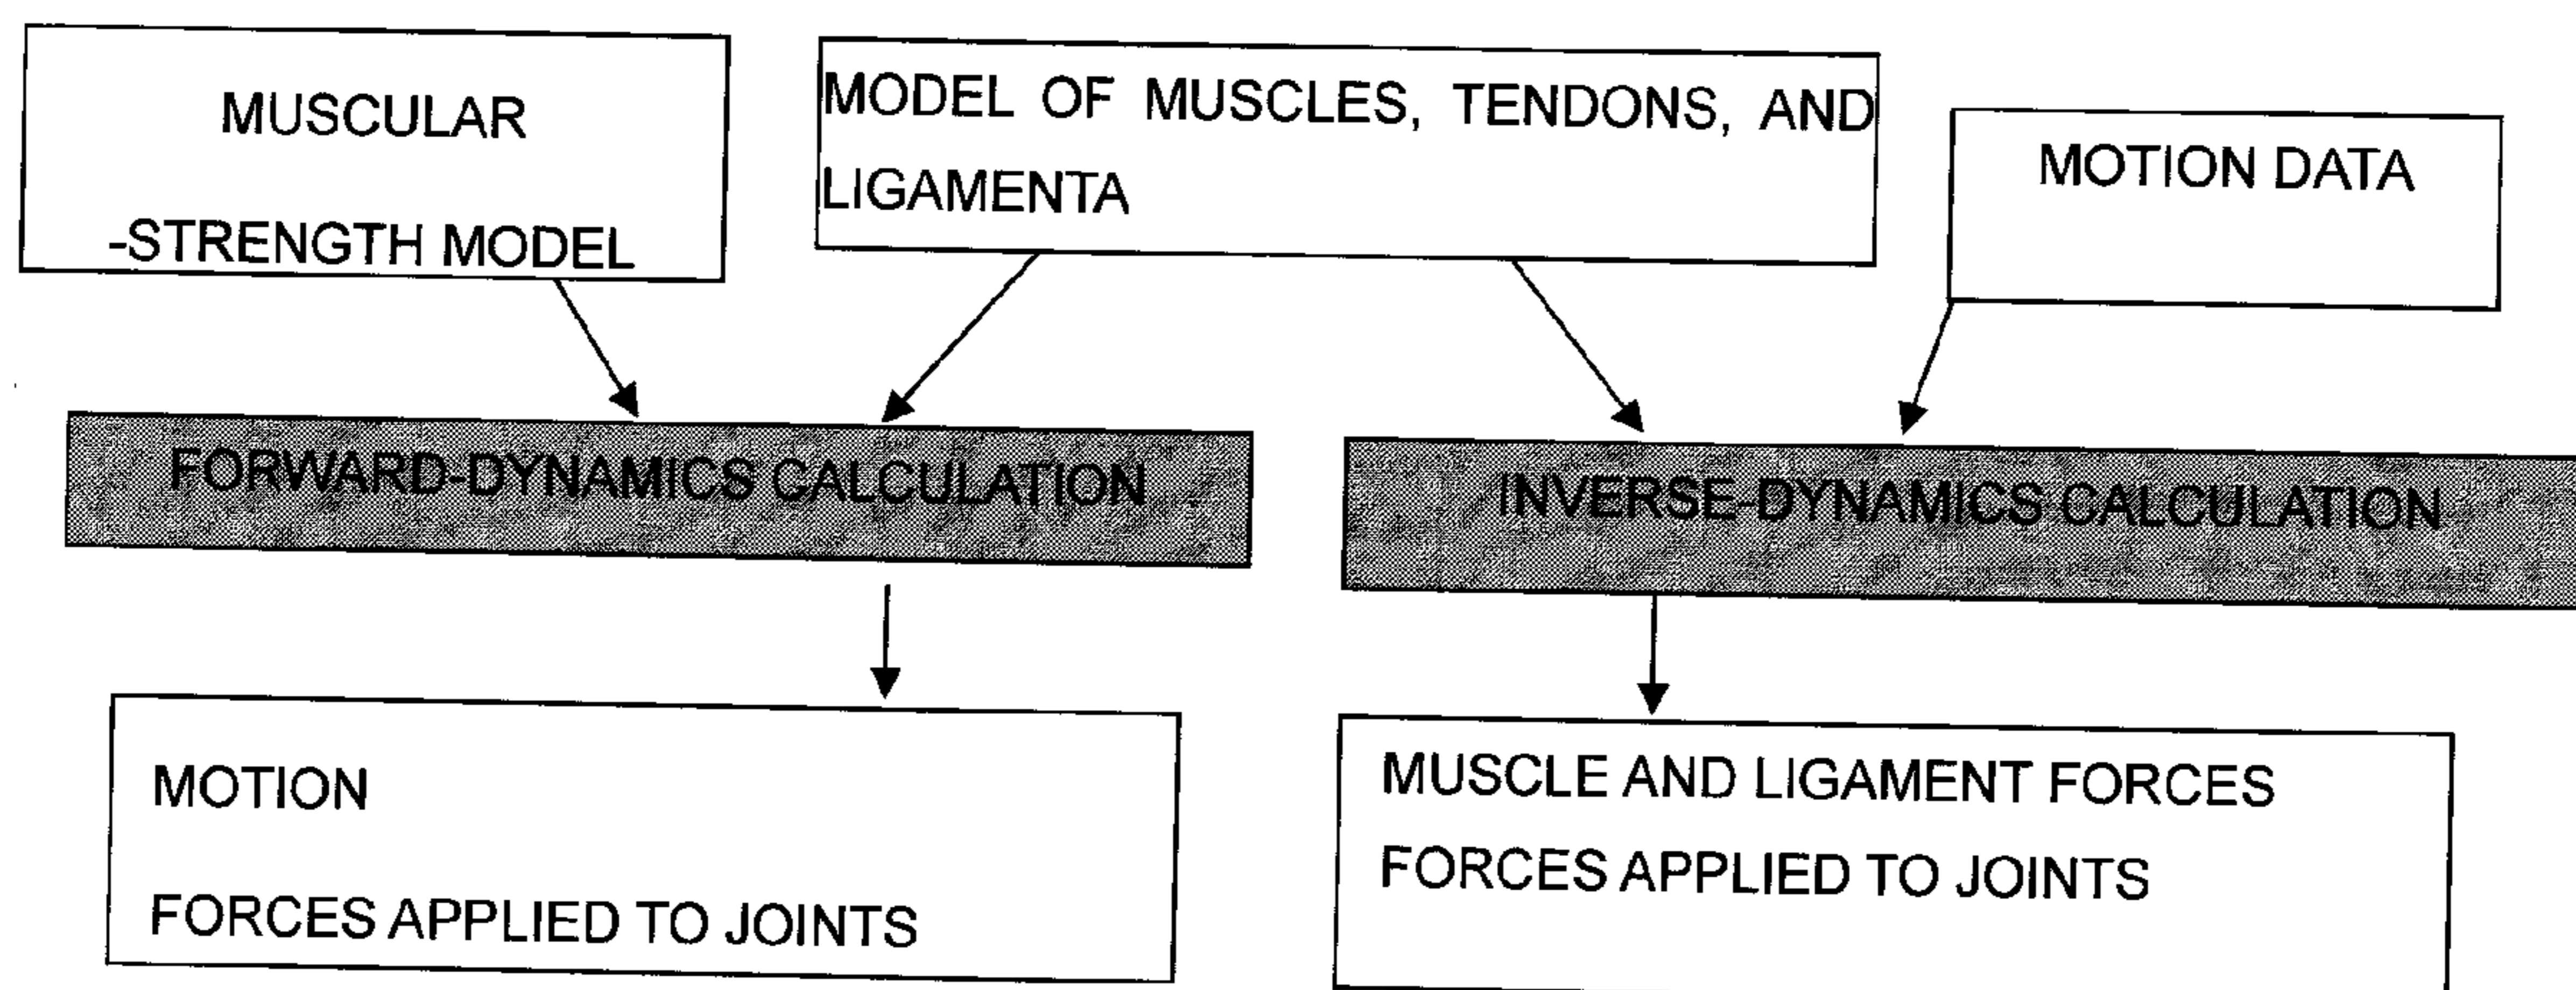 MUSCULAR
-STRENGTH MODEL
MODEL OF MUSCLES, TENDONS, AND
LIGAMENTA
MOTION DATA
FORWARD-DYNAMICS CALCULATION
INVERSE-DYNAMICS CALCULATION
MOTION
FORCES APPLIED TO JOINTS
MUSCLE AND LIGAMENT FORCES
FORCES APPLIED TO JOINTS